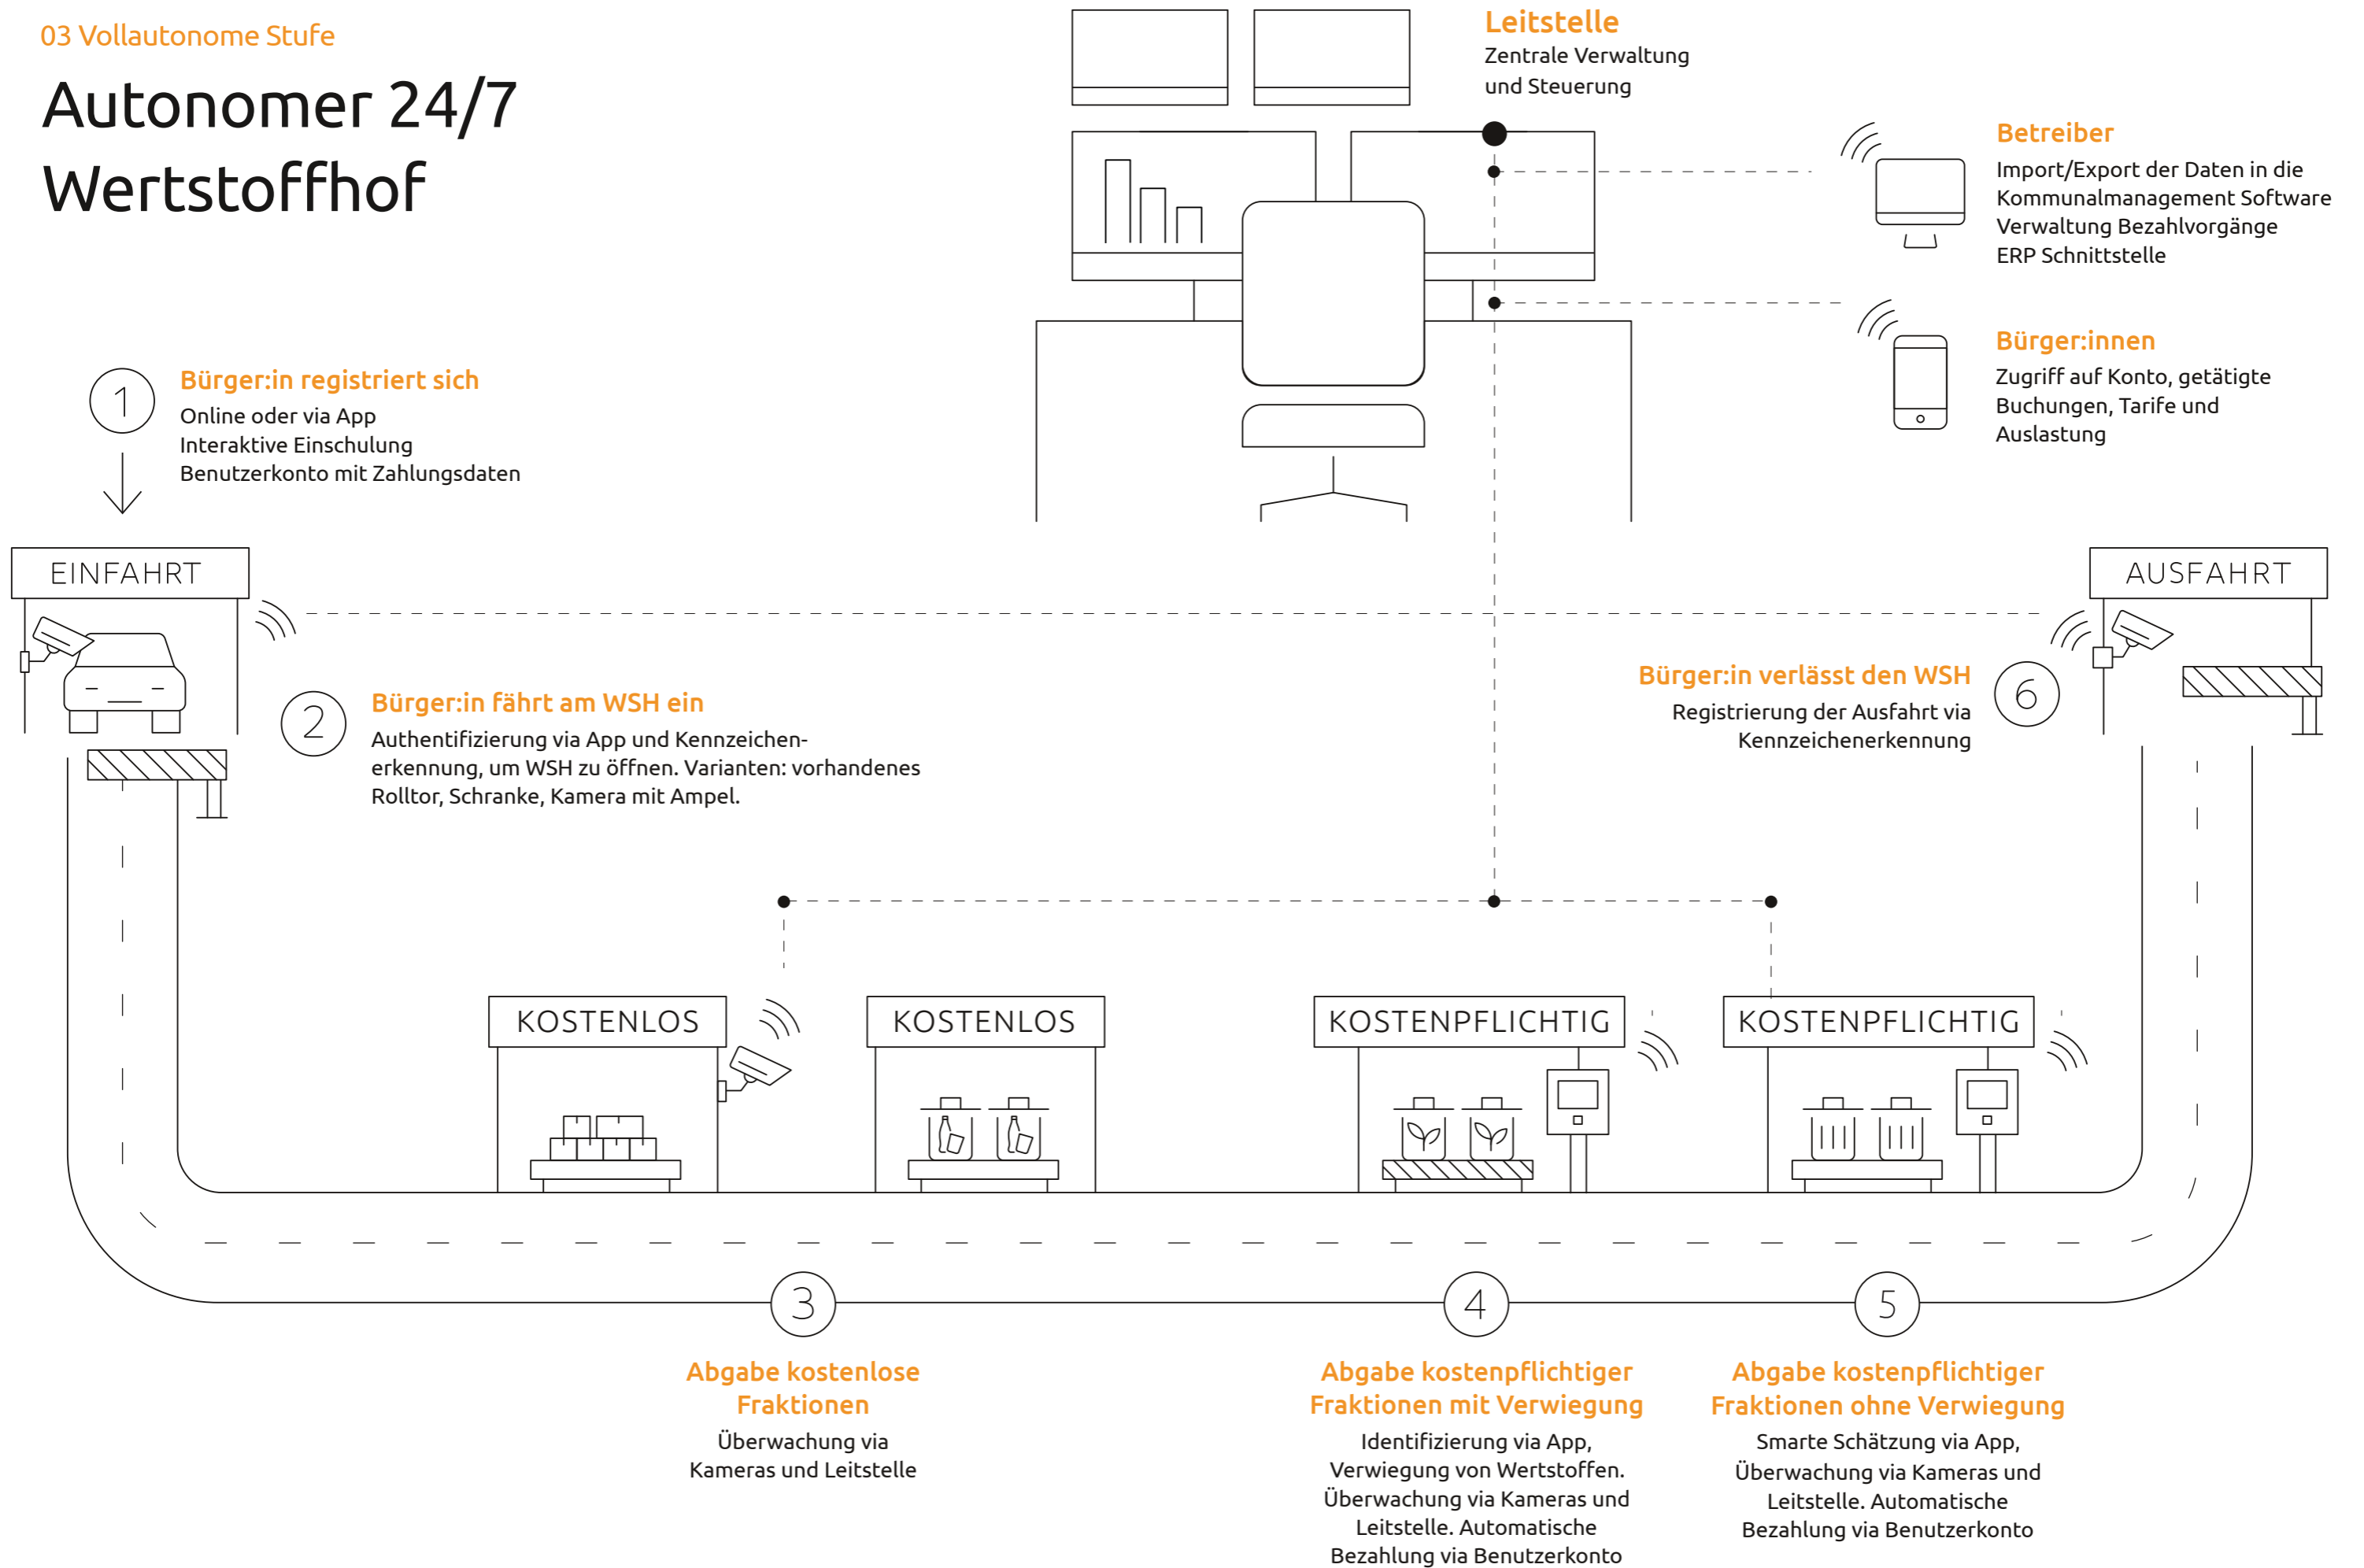 03 Vollautonome Stufe
Autonomer 24/7
Wertstoffhof
Leitstelle
Zentrale Verwaltung
und Steuerung
Betreiber
Import/Export der Daten in die
Kommunalmanagement Software
Verwaltung Bezahlvorgänge
ERP Schnittstelle
Bürger:innen
Zugriff auf Konto, getätigte
Buchungen, Tarife und
Auslastung
1
Bürger:in registriert sich
Online oder via App
Interaktive Einschulung
Benutzerkonto mit Zahlungsdaten
EINFAHRT
AUSFAHRT
2
Bürger:in fährt am WSH ein
Authentifizierung via App und Kennzeichen-
erkennung, um WSH zu öffnen. Varianten: vorhandenes
Rolltor, Schranke, Kamera mit Ampel.
Bürger:in verlässt den WSH
6
Registrierung der Ausfahrt via
Kennzeichenerkennung
KOSTENLOS
KOSTENLOS
KOSTENPFLICHTIG
KOSTENPFLICHTIG
3
Abgabe kostenlose
Fraktionen
Überwachung via
Kameras und Leitstelle
4
Abgabe kostenpflichtiger
Fraktionen mit Verwiegung
Identifizierung via App,
Verwiegung von Wertstoffen.
Überwachung via Kameras und
Leitstelle. Automatische
Bezahlung via Benutzerkonto
5
Abgabe kostenpflichtiger
Fraktionen ohne Verwiegung
Smarte Schätzung via App,
Überwachung via Kameras und
Leitstelle. Automatische
Bezahlung via Benutzerkonto